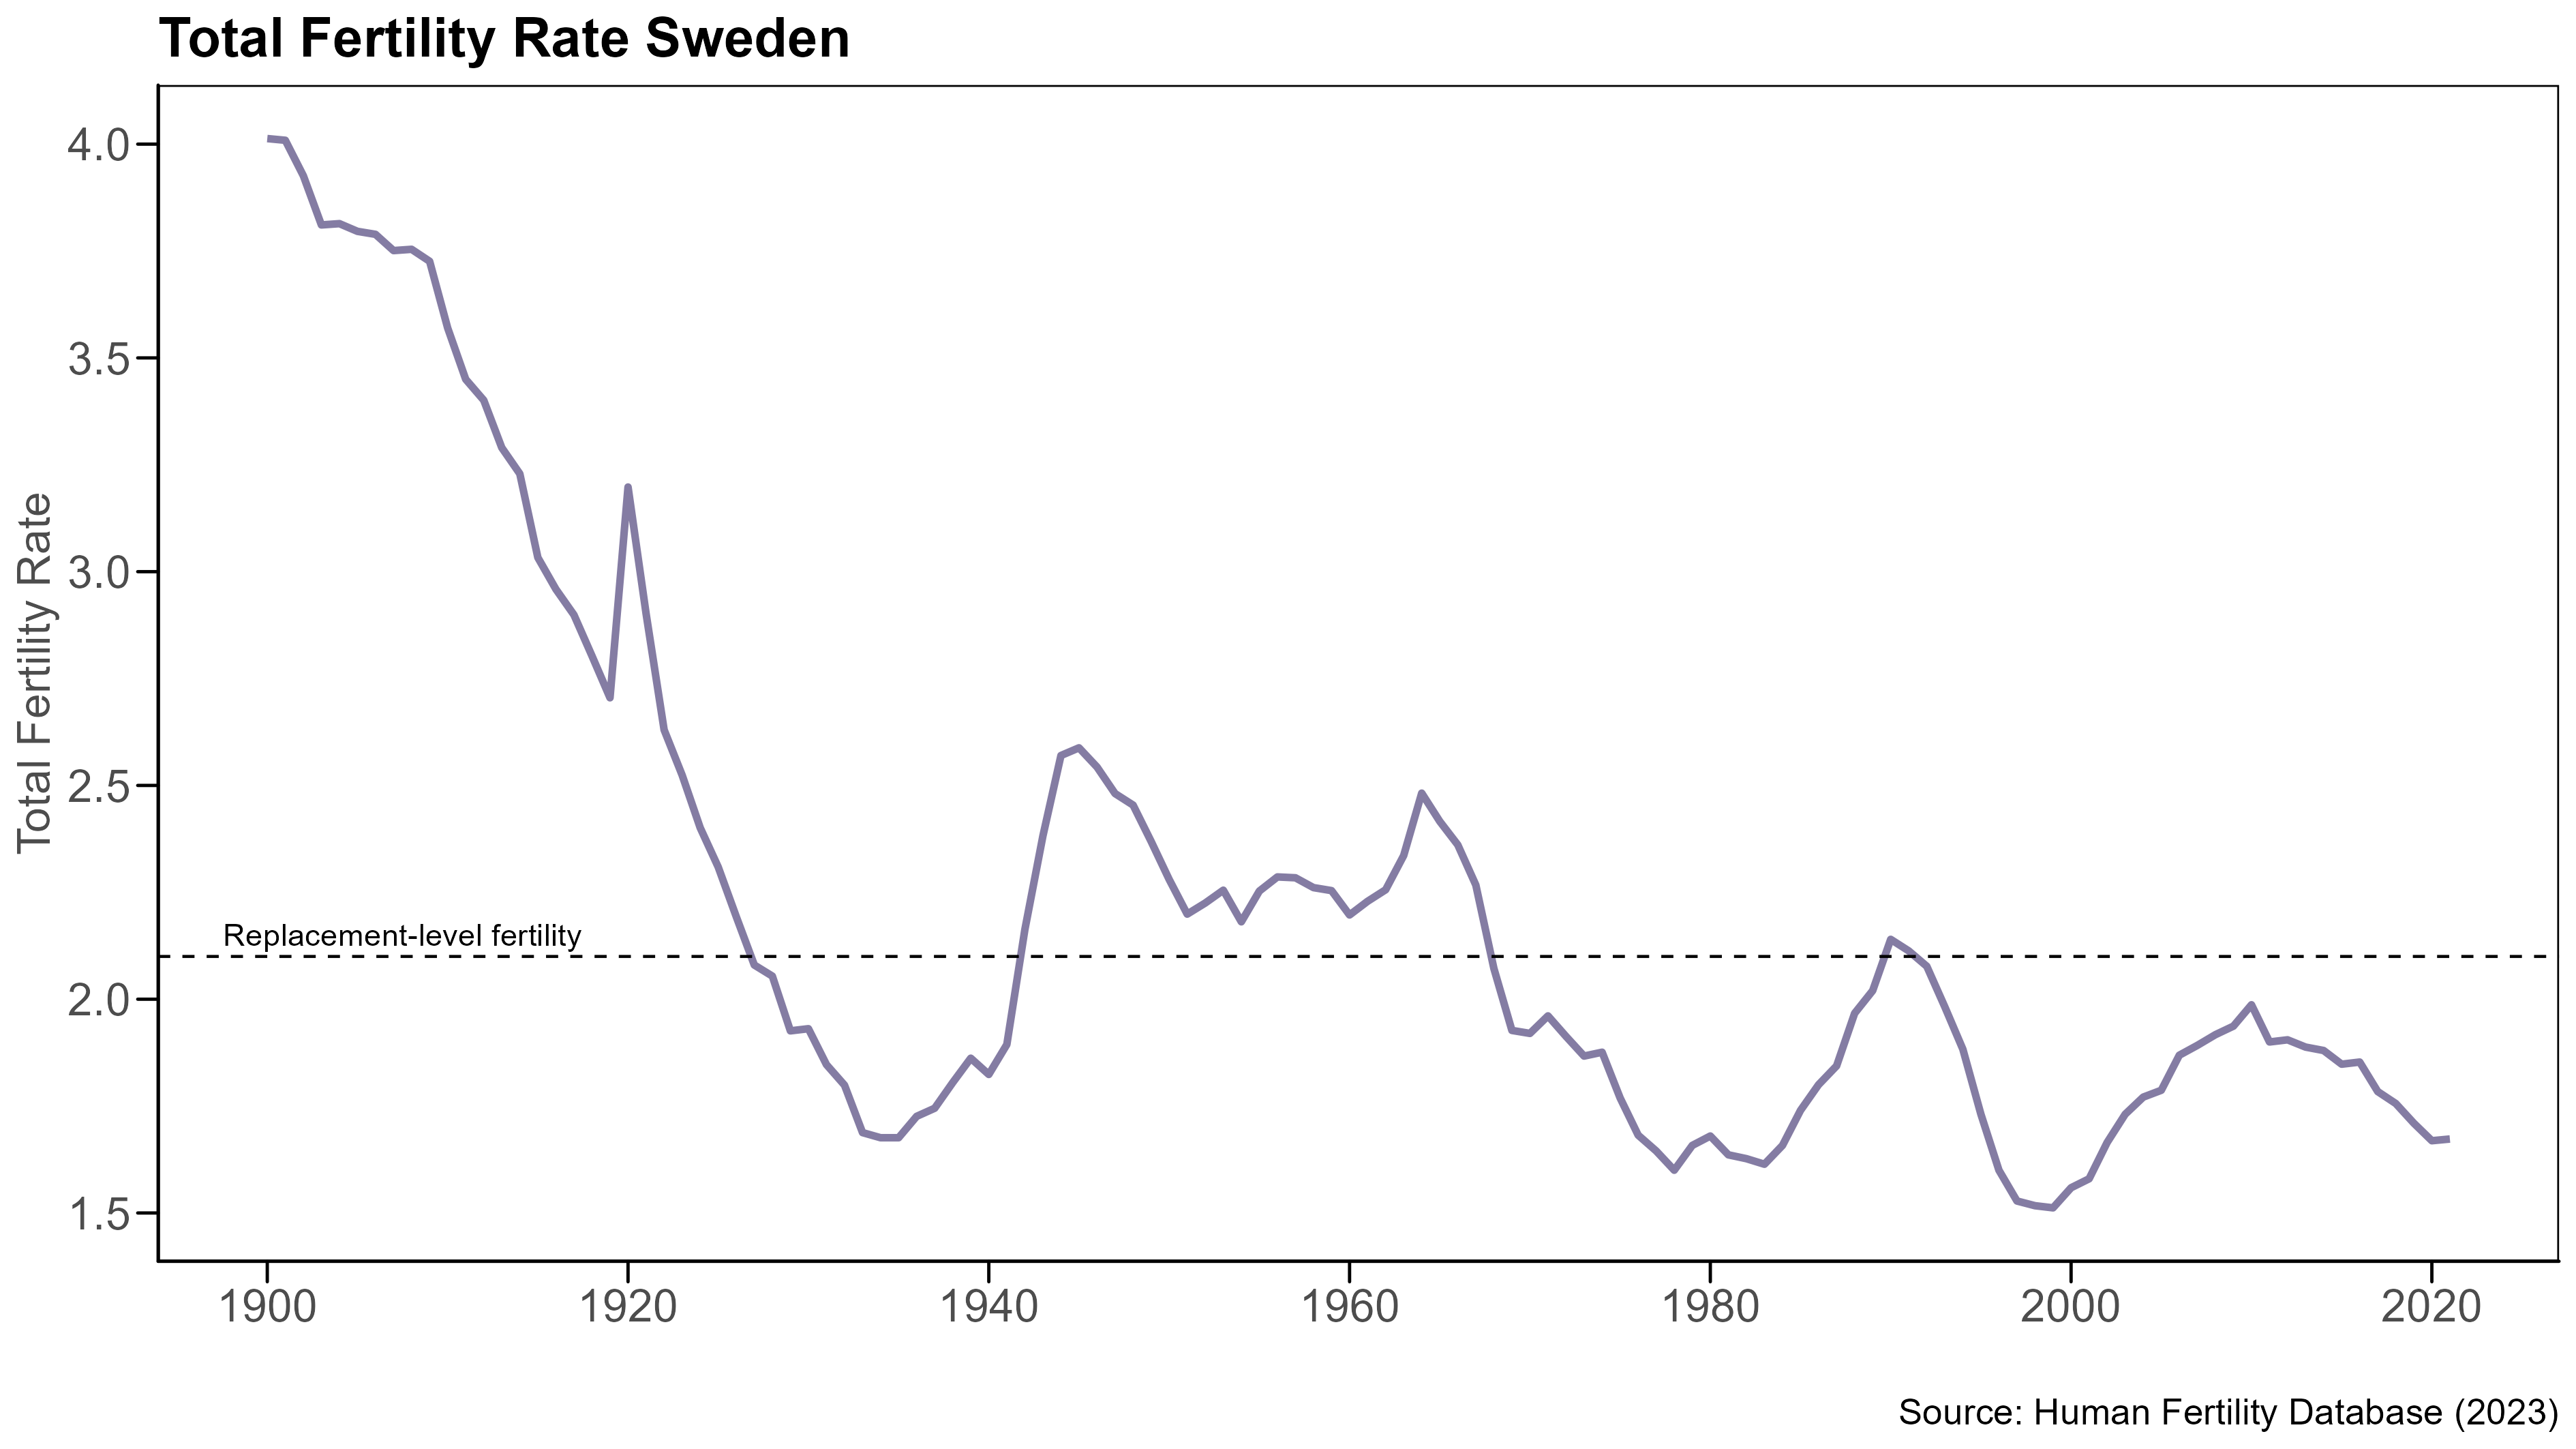 Total Fertility Rate Sweden
Total Fertility Rate
4.0
3.5
3.0
2.5
2.0
1.5
Replacement-level fertility
1900 1920 1940 1960 1980 2000 2020
Source: Human Fertility Database (2023)